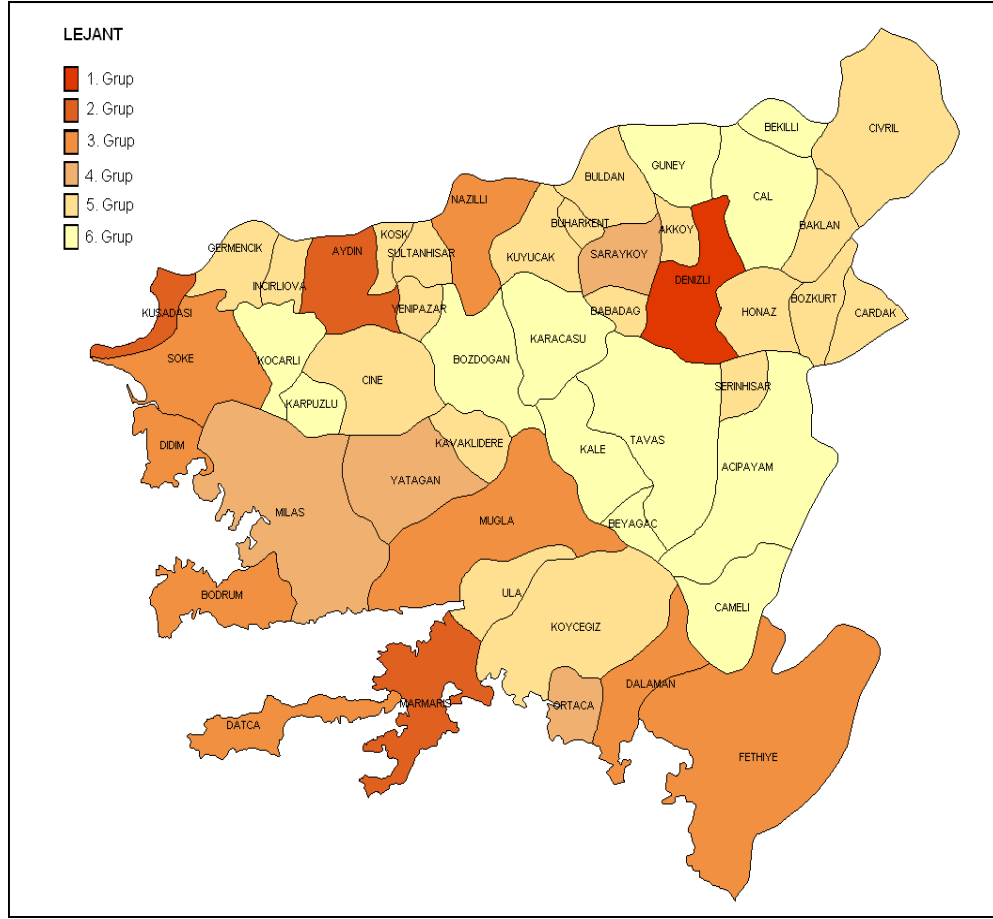 LEJANT
1. Grup
2. Grup
3. Grup
4. Grup
5. Grup
6. Grup
BEKILLI
CIVRIL
GUNEY
BULDAN
NAZILLI
CAL
BUHARKENT
BAKLAN
AKKOY
KOSK
GERMENCIK
AYDIN
SULTANHISAR
KUYUCAK
SARAYKOY
DENIZLI
INCIRLIOVA
BOZKURT
YENIPAZAR
BABADAG
HONAZ
CARDAK
KUSADASI
KARACASU
SOKE
KOCARLI
BOZDOGAN
CINE
SERINHISAR
KARPUZLU
DIDIM
KAVAKLIDERE
TAVAS
KALE
ACIPAYAM
YATAGAN
MILAS
MUGLA
BEYAGAC
BODRUM
ULA
CAMELI
KOYCEGIZ
DALAMAN
MARMARIS
ORTACA
DATCA
FETHIYE